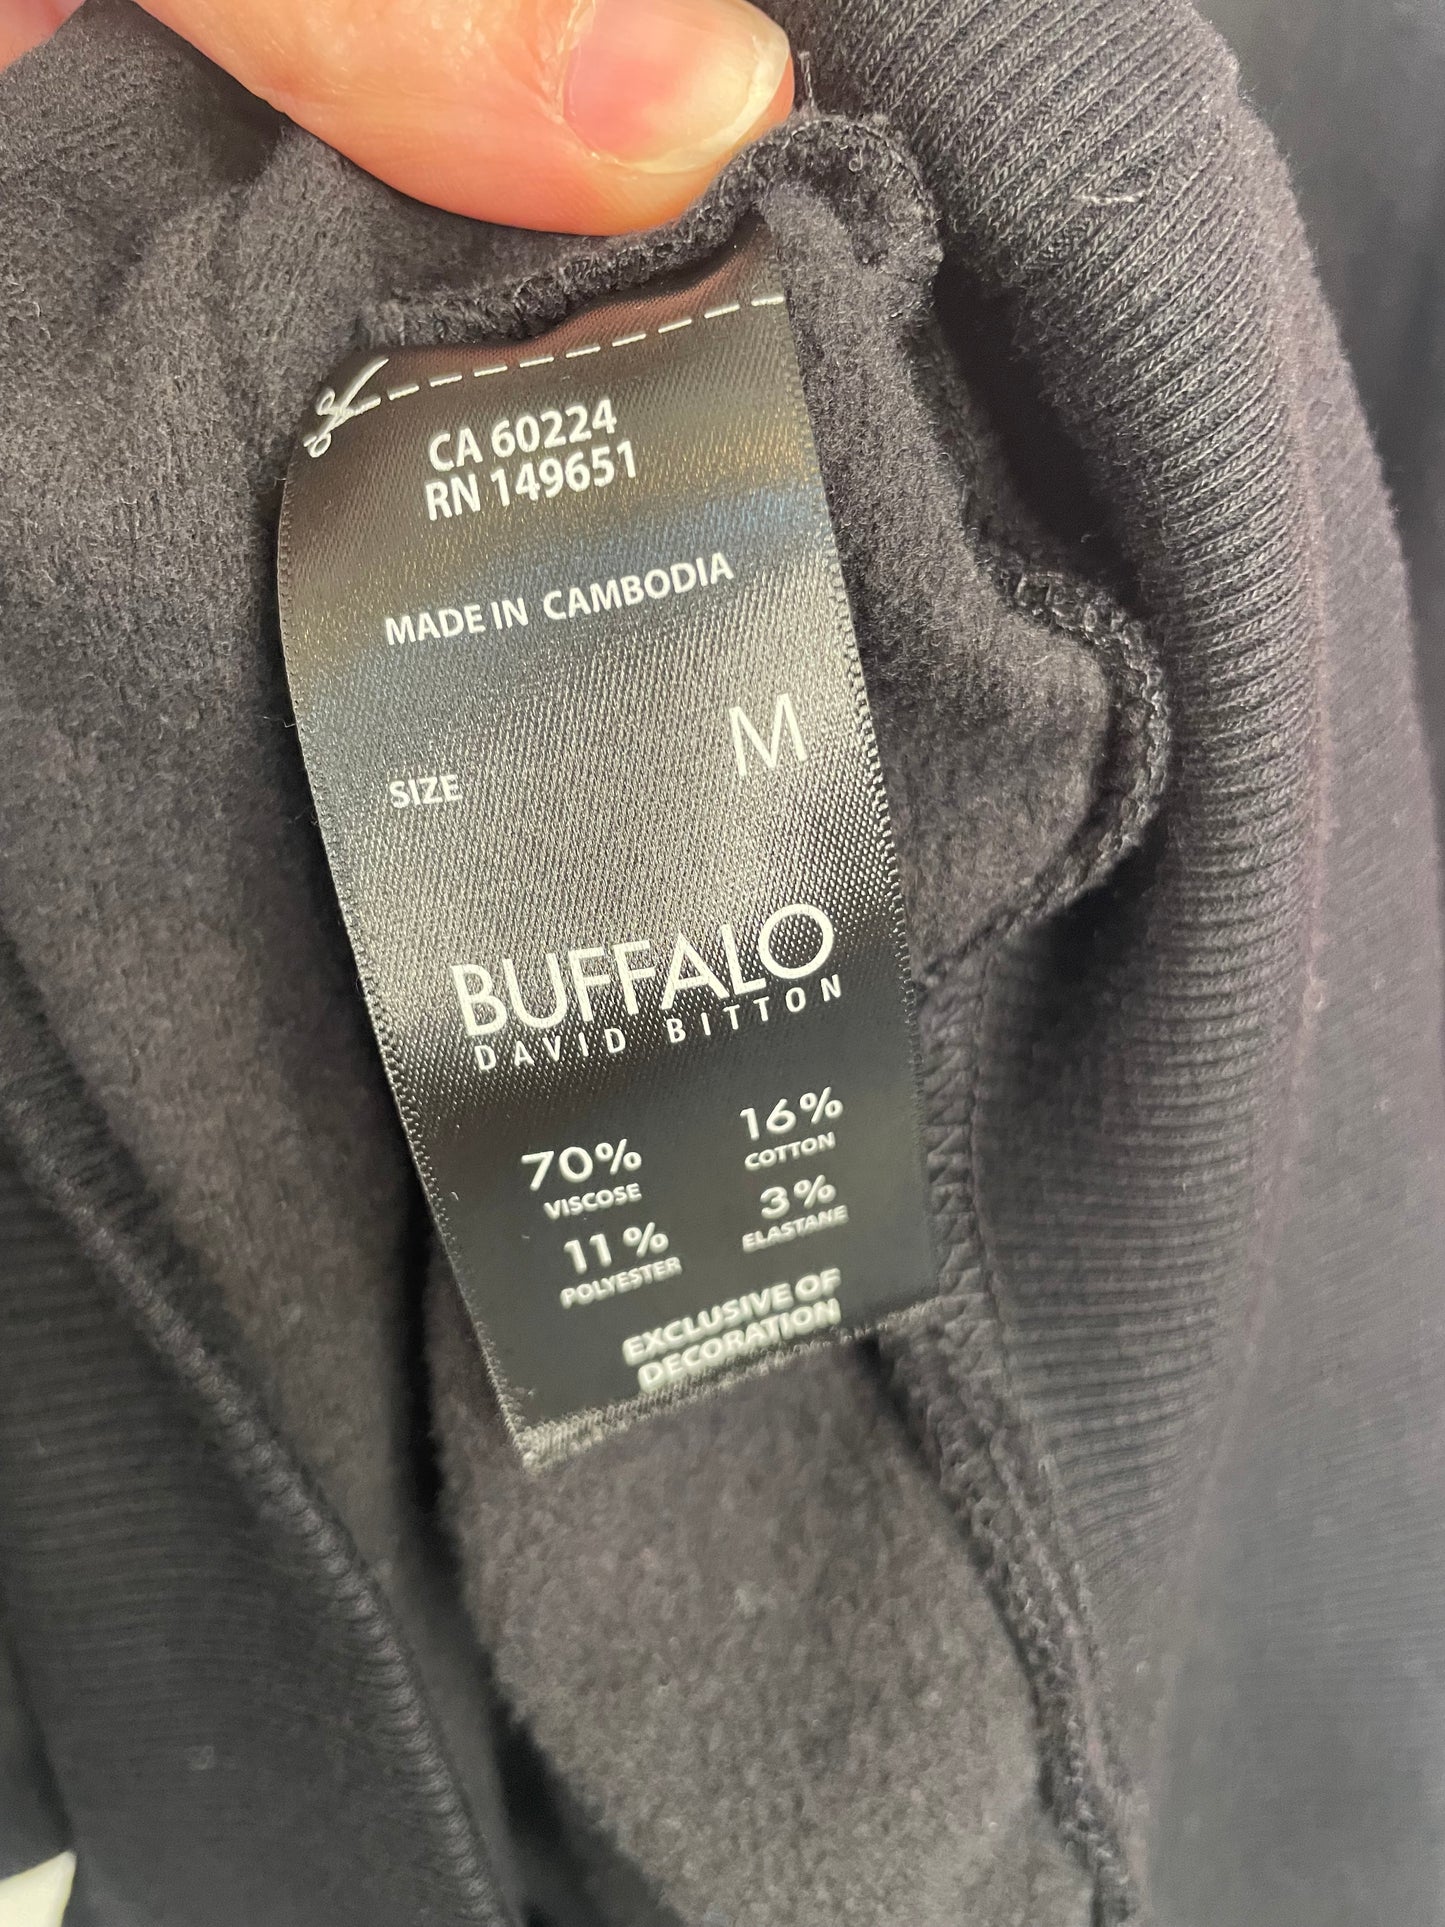 CA 60224
RN 149651
MADE IN CAMBODIA
SIZE M
BUFFALO
DAVID BITTON
70% 16%
VISCOSE COTTON
11% 3%
POLYESTER ELASTANE
EXCLUSIVE OF
DECORATION